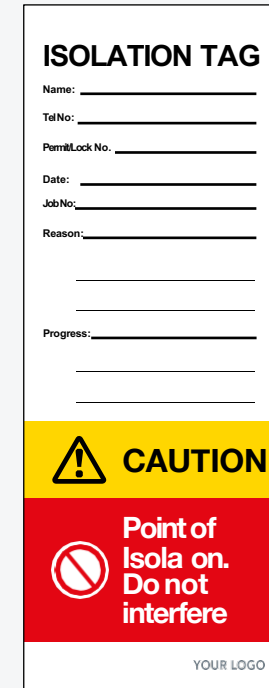 ISOLATION TAG
Name:
Tel No:
Permit/Lock No.
Date:
Job No:
Reason:
Progress:
CAUTION
Point of
Isola on.
Do not
interfere
YOUR LOGO